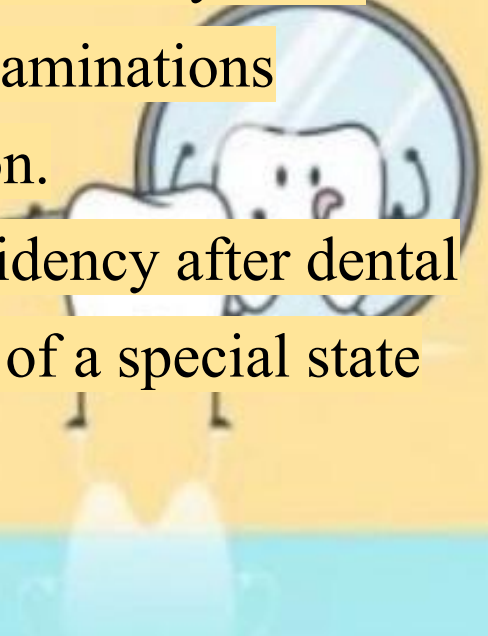 aminations
n.
idency after dental
of a special state